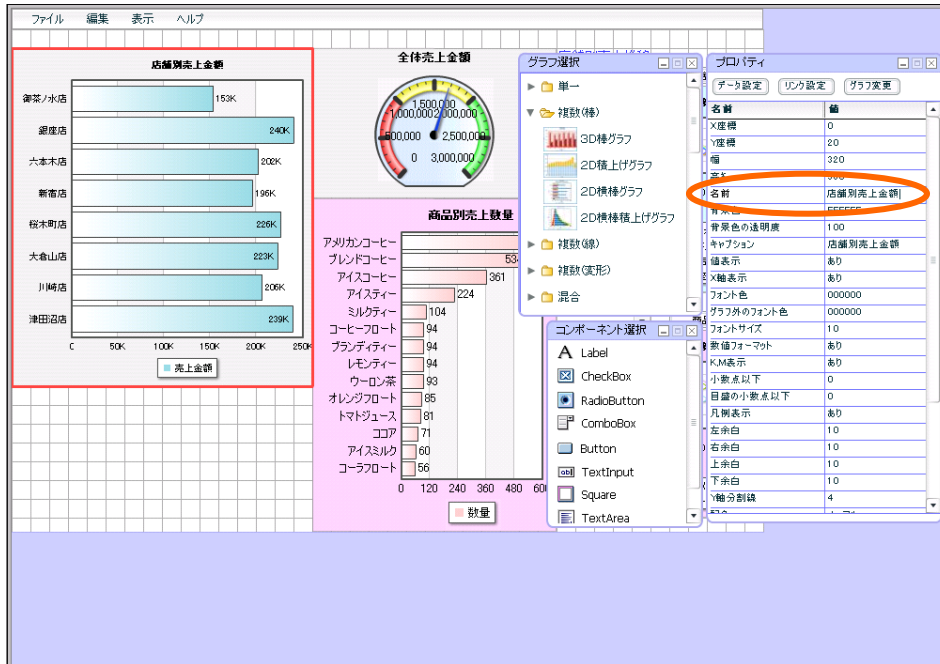 ファイル 編集 表示 ヘルプ
店舗別売上金額
御茶ノ水店 153K
銀座店 240K
六本木店 202K
新宿店 196K
桜木町店 226K
大倉山店 223K
川崎店 206K
津田沼店 239K
0 50K 100K 150K 200K 250K
売上金額
全体売上金額
0 500,000 1,000,000 1,500,000 2,000,000 2,500,000 3,000,000
商品別売上数量
アメリカンコーヒー
ブレンドコーヒー
アイスコーヒー 361
アイスティー 224
ミルクティー 104
コーヒーフロート 94
ブランディティー 94
レモンティー 94
ウーロン茶 93
オレンジフロート 85
トマトジュース 81
ココア 71
アイスミルク 60
コーラフロート 56
0 120 240 360 480
数量
グラフ選択
単一
複数(棒)
3D棒グラフ
2D積上げグラフ
2D横棒グラフ
2D横棒積上げグラフ
複数(線)
複数(変形)
混合
コンポーネント選択
A Label
CheckBox
RadioButton
ComboBox
Button
TextInput
Square
TextArea
プロパティ
データ設定 リンク設定 グラフ変更
名前 値
X座標 0
Y座標 20
幅 320
名前 店舗別売上金額
背景色の透明度 100
キャプション 店舗別売上金額
値表示 あり
X軸表示 あり
フォント色 000000
グラフ外のフォント色 000000
フォントサイズ 10
数値フォーマット あり
K,M表示 あり
小数点以下 0
目盛の小数点以下 0
凡例表示 あり
左余白 10
右余白 10
上余白 10
下余白 10
Y軸分割線 4